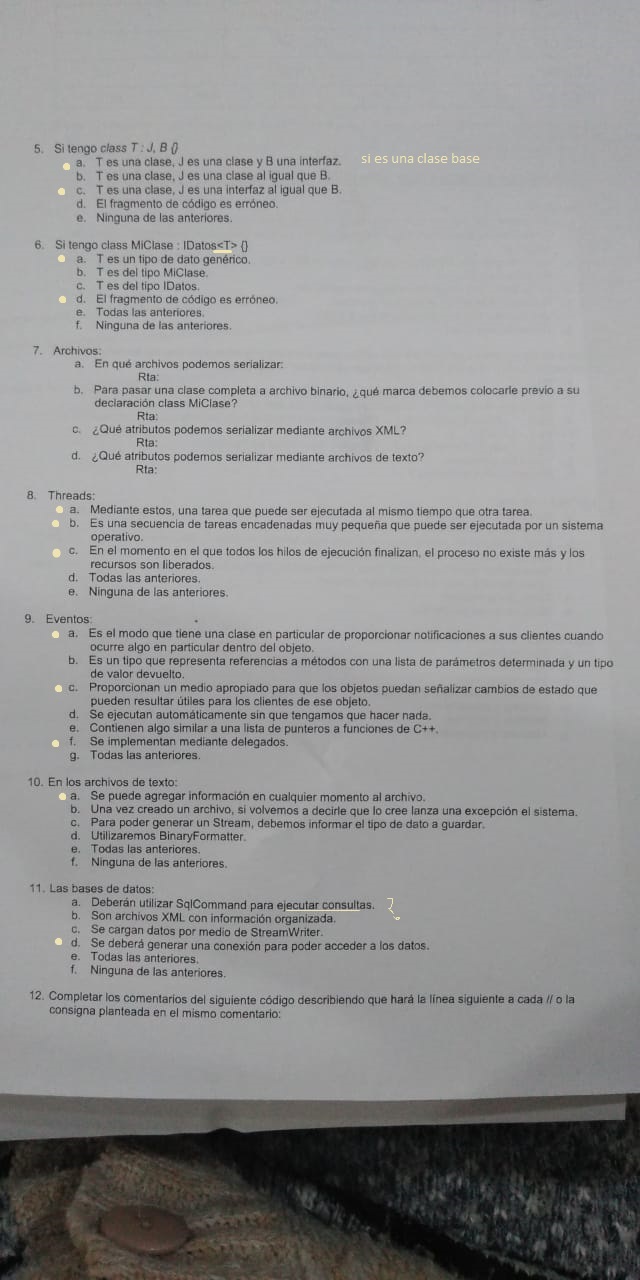 5. Si tengo class T : J, B {}
a. T es una clase, J es una clase y B una interfaz. si es una clase base
b. T es una clase, J es una clase al igual que B.
c. T es una clase, J es una interfaz al igual que B.
d. El fragmento de código es erróneo.
e. Ninguna de las anteriores.
6. Si tengo class MiClase : IDatos<T> {}
a. T es un tipo de dato genérico.
b. T es del tipo MiClase.
c. T es del tipo IDatos.
d. El fragmento de código es erróneo.
e. Todas las anteriores.
f. Ninguna de las anteriores.
7. Archivos:
a. En qué archivos podemos serializar:
Rta:
b. Para pasar una clase completa a archivo binario, ¿qué marca debemos colocarle previo a su
declaración class MiClase?
Rta:
c. ¿Qué atributos podemos serializar mediante archivos XML?
Rta:
d. ¿Qué atributos podemos serializar mediante archivos de texto?
Rta:
8. Threads:
a. Mediante estos, una tarea que puede ser ejecutada al mismo tiempo que otra tarea.
b. Es una secuencia de tareas encadenadas muy pequeña que puede ser ejecutada por un sistema
operativo.
c. En el momento en el que todos los hilos de ejecución finalizan, el proceso no existe más y los
recursos son liberados.
d. Todas las anteriores.
e. Ninguna de las anteriores.
9. Eventos:
a. Es el modo que tiene una clase en particular de proporcionar notificaciones a sus clientes cuando
ocurre algo en particular dentro del objeto.
b. Es un tipo que representa referencias a métodos con una lista de parámetros determinada y un tipo
de valor devuelto.
c. Proporcionan un medio apropiado para que los objetos puedan señalizar cambios de estado que
pueden resultar útiles para los clientes de ese objeto.
d. Se ejecutan automáticamente sin que tengamos que hacer nada.
e. Contienen algo similar a una lista de punteros a funciones de C++.
f. Se implementan mediante delegados.
g. Todas las anteriores.
10. En los archivos de texto:
a. Se puede agregar información en cualquier momento al archivo.
b. Una vez creado un archivo, si volvemos a decirle que lo cree lanza una excepción el sistema.
c. Para poder generar un Stream, debemos informar el tipo de dato a guardar.
d. Utilizaremos BinaryFormatter.
e. Todas las anteriores.
f. Ninguna de las anteriores.
11. Las bases de datos:
a. Deberán utilizar SqlCommand para ejecutar consultas. ?
b. Son archivos XML con información organizada.
c. Se cargan datos por medio de StreamWriter.
d. Se deberá generar una conexión para poder acceder a los datos.
e. Todas las anteriores.
f. Ninguna de las anteriores.
12. Completar los comentarios del siguiente código describiendo que hará la línea siguiente a cada // o la
consigna planteada en el mismo comentario: